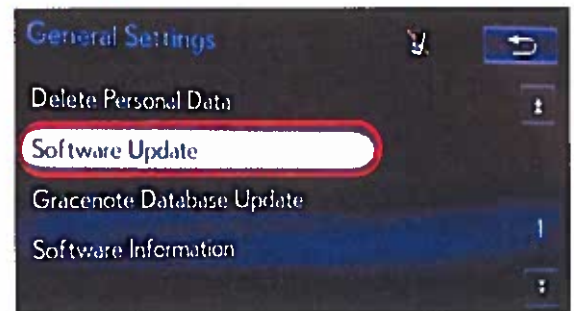 General Settings
Delete Personal Data
Software Update
Gracenote Database Update
Software Information